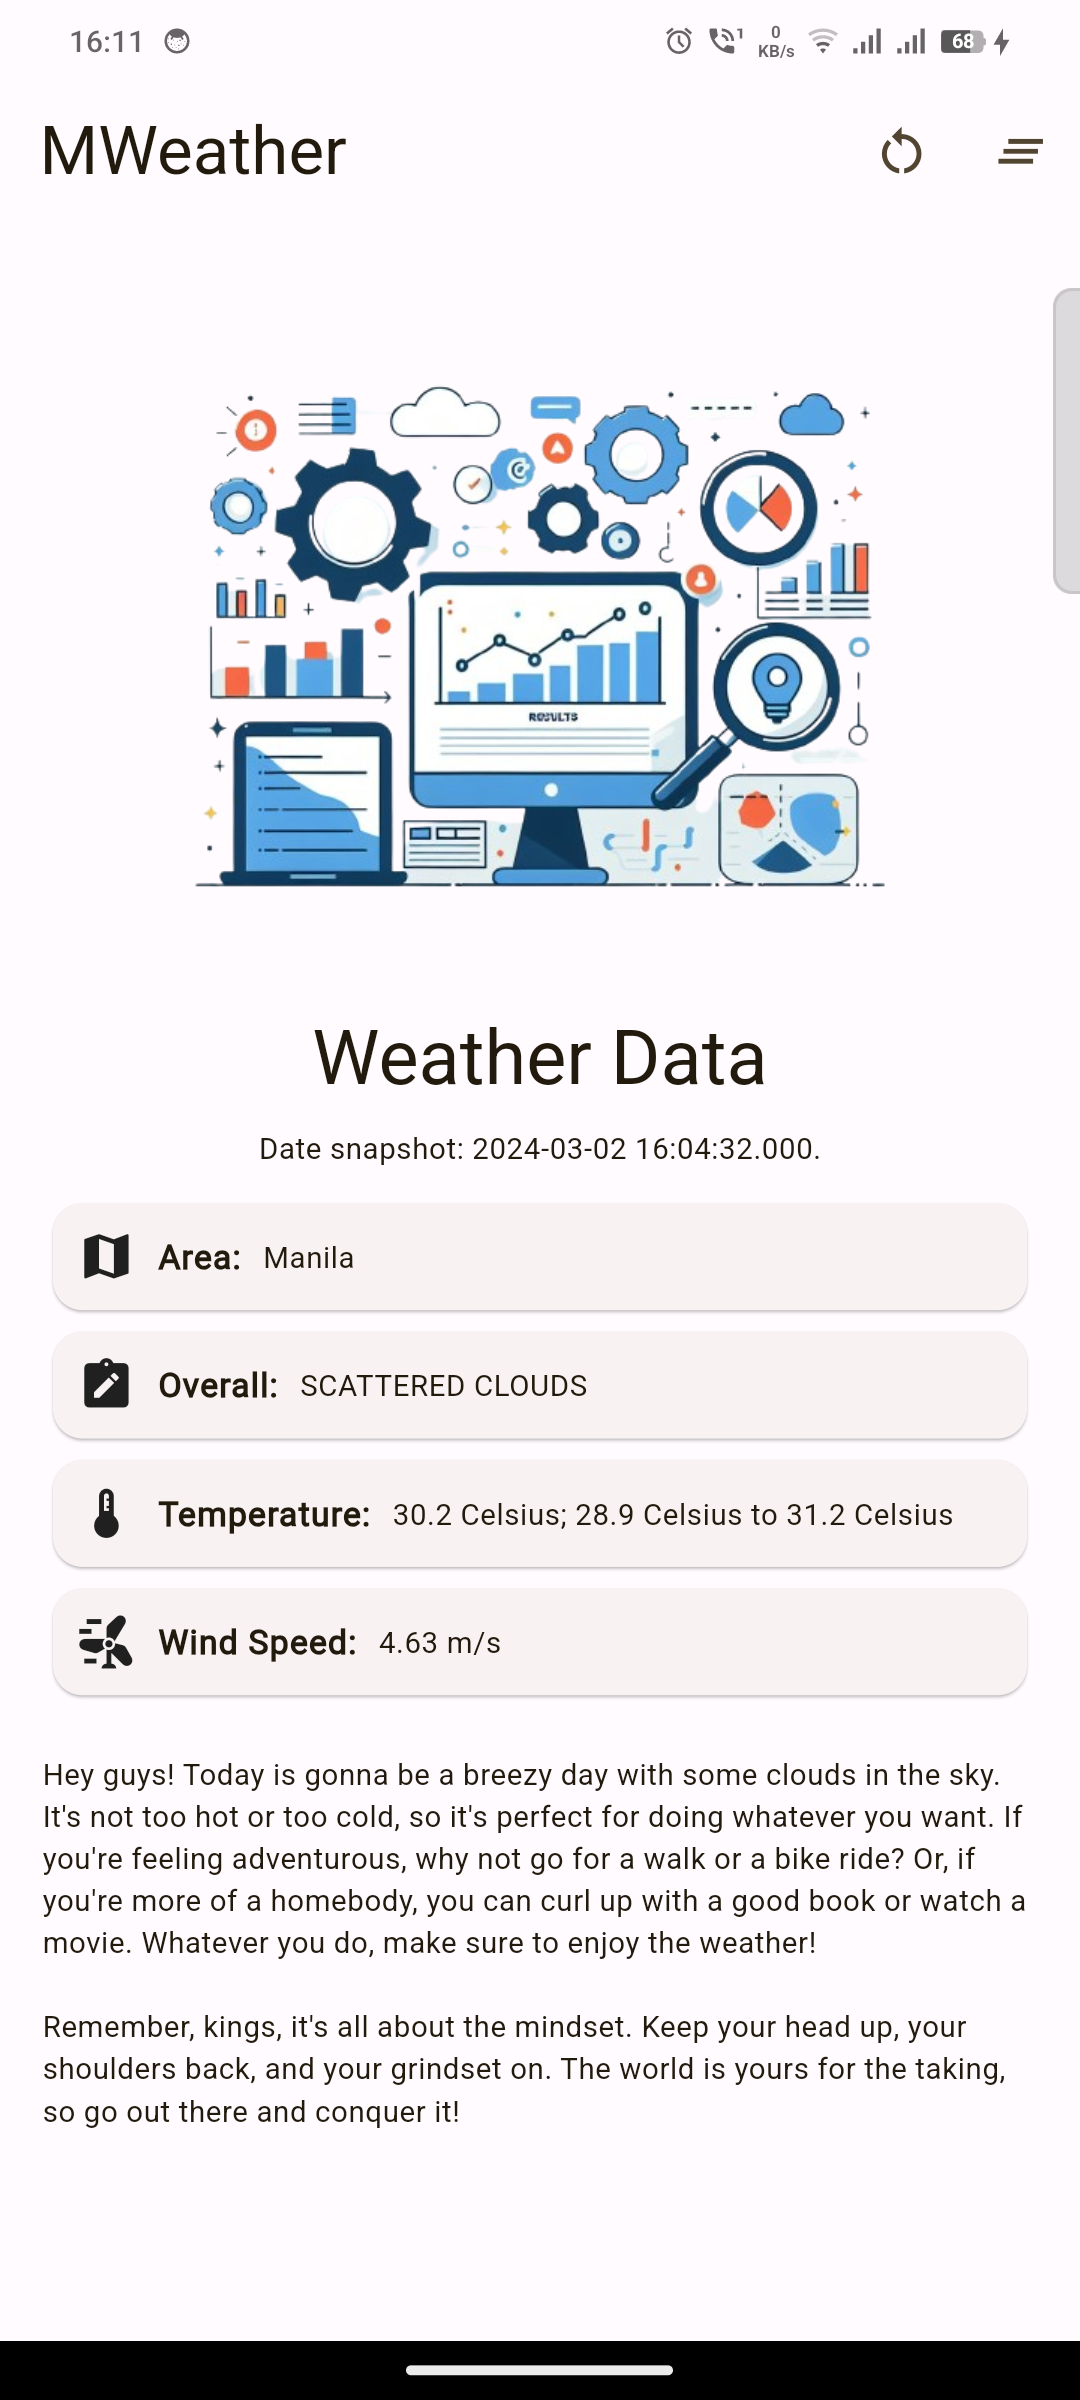 16:11
1
0
KB/s
68
MWeather
RESULTS
Weather Data
Date snapshot: 2024-03-02 16:04:32.000.
Area: Manila
Overall: SCATTERED CLOUDS
Temperature: 30.2 Celsius; 28.9 Celsius to 31.2 Celsius
Wind Speed: 4.63 m/s
Hey guys! Today is gonna be a breezy day with some clouds in the sky.
It's not too hot or too cold, so it's perfect for doing whatever you want. If
you're feeling adventurous, why not go for a walk or a bike ride? Or, if
you're more of a homebody, you can curl up with a good book or watch a
movie. Whatever you do, make sure to enjoy the weather!
Remember, kings, it's all about the mindset. Keep your head up, your
shoulders back, and your grindset on. The world is yours for the taking,
so go out there and conquer it!